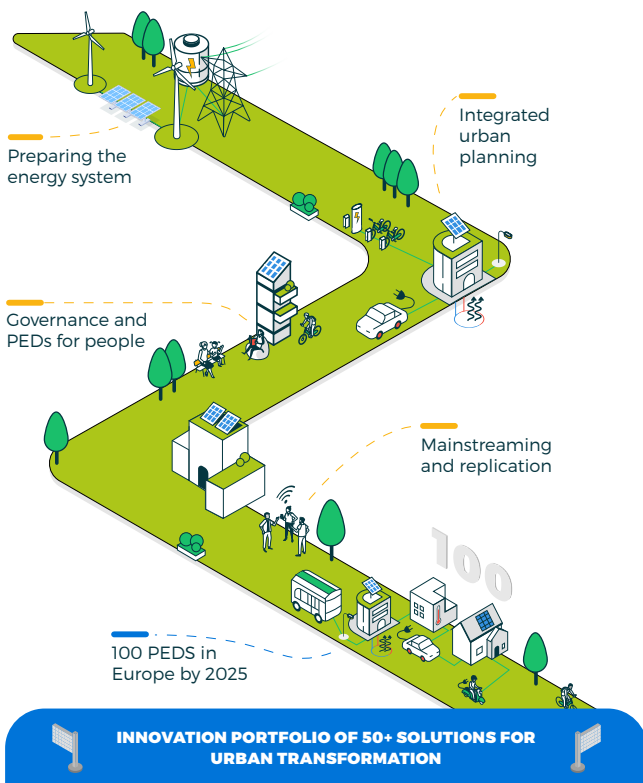 Preparing the
energy system
Integrated
urban
planning
Governance and
PEDs for people
Mainstreaming
and replication
100
100 PEDS in
Europe by 2025
INNOVATION PORTFOLIO OF 50+ SOLUTIONS FOR
URBAN TRANSFORMATION